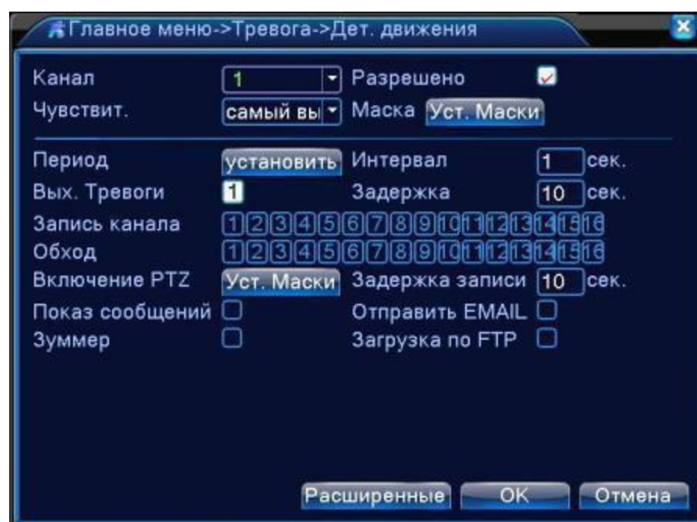 Главное меню->Тревога->Дет. движения
Канал 1 Разрешено
Чувствит. самый вы Маска Уст. Маски
Период установить Интервал 1 сек.
Вых. Тревоги 1 Задержка 10 сек.
Запись канала 1 2 3 4 5 6 7 8 9 10 11 12 13 14 15 16
Обход 1 2 3 4 5 6 7 8 9 10 11 12 13 14 15 16
Включение PTZ Уст. Маски Задержка записи 10 сек.
Показ сообщений Отправить EMAIL
Зуммер Загрузка по FTP
Расширенные OK Отмена